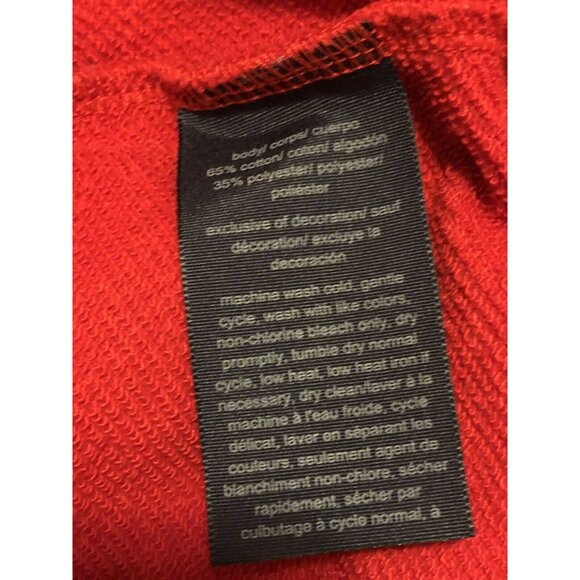 body/ corps/ cuerpo
65% cotton/ coton/ algodón
35% polyester/ polyester/
poliéster
exclusive of decoration/ sauf
décoration/ excluye la
decoración
machine wash cold, gentle
cycle, wash with like colors,
non-chlorine bleach only, dry
promptly, tumble dry normal
cycle, low heat, low heat iron if
necessary, dry clean/laver à la
machine à l'eau froide, cycle
délicat, laver en séparant les
couleurs, seulement agent de
blanchiment non-chlore, sécher
rapidement, sécher par
culbutage à cycle normal, à